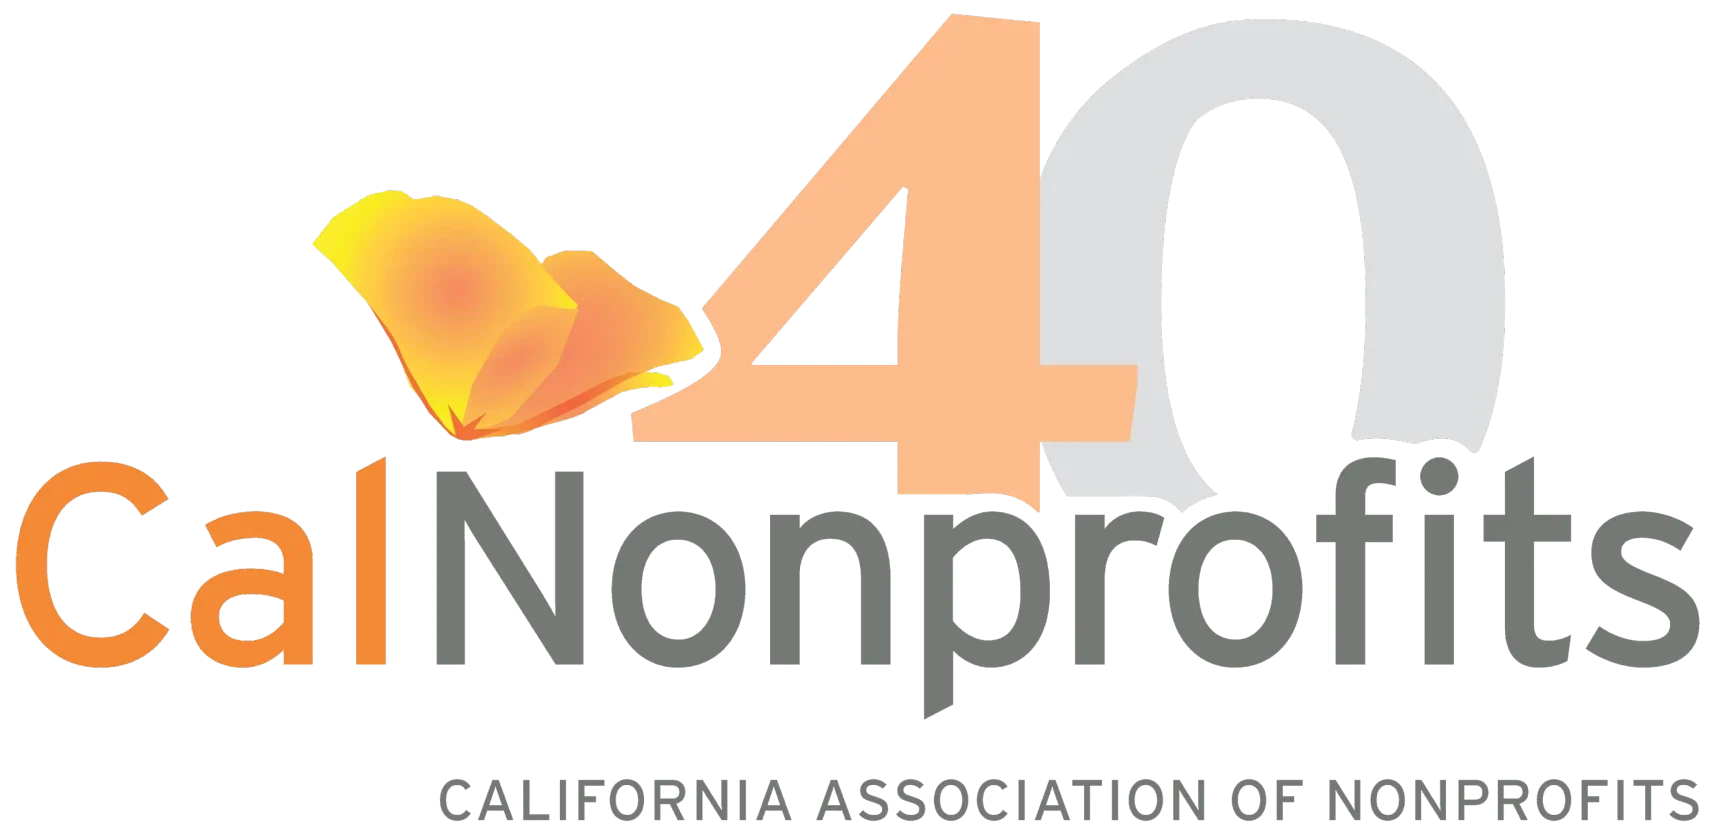 40
CalNonprofits
CALIFORNIA ASSOCIATION OF NONPROFITS